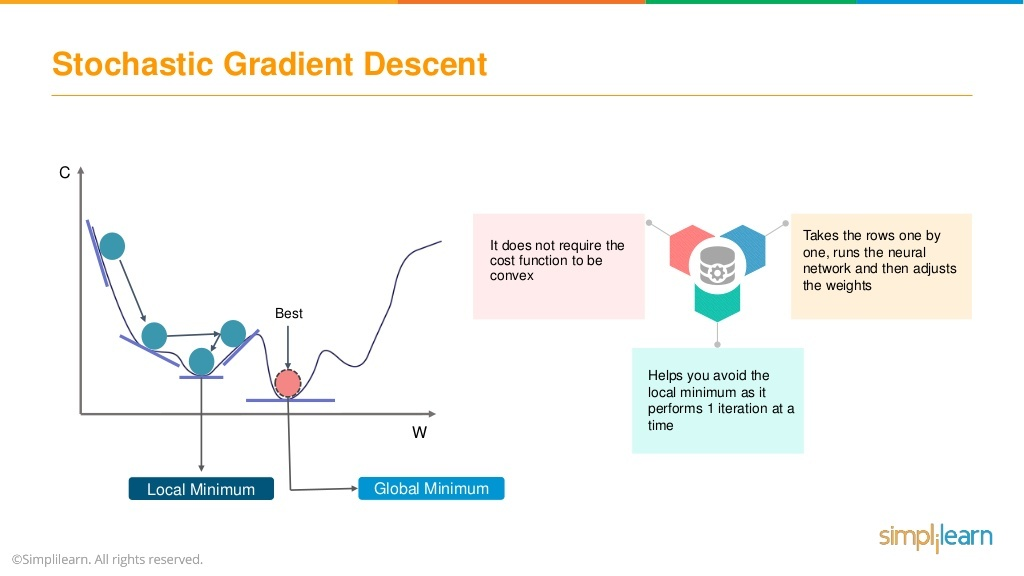 Stochastic Gradient Descent
C
Best
W
Local Minimum
Global Minimum
It does not require the
cost function to be
convex
Takes the rows one by
one, runs the neural
network and then adjusts
the weights
Helps you avoid the
local minimum as it
performs 1 iteration at a
time
simplilearn
©Simplilearn. All rights reserved.